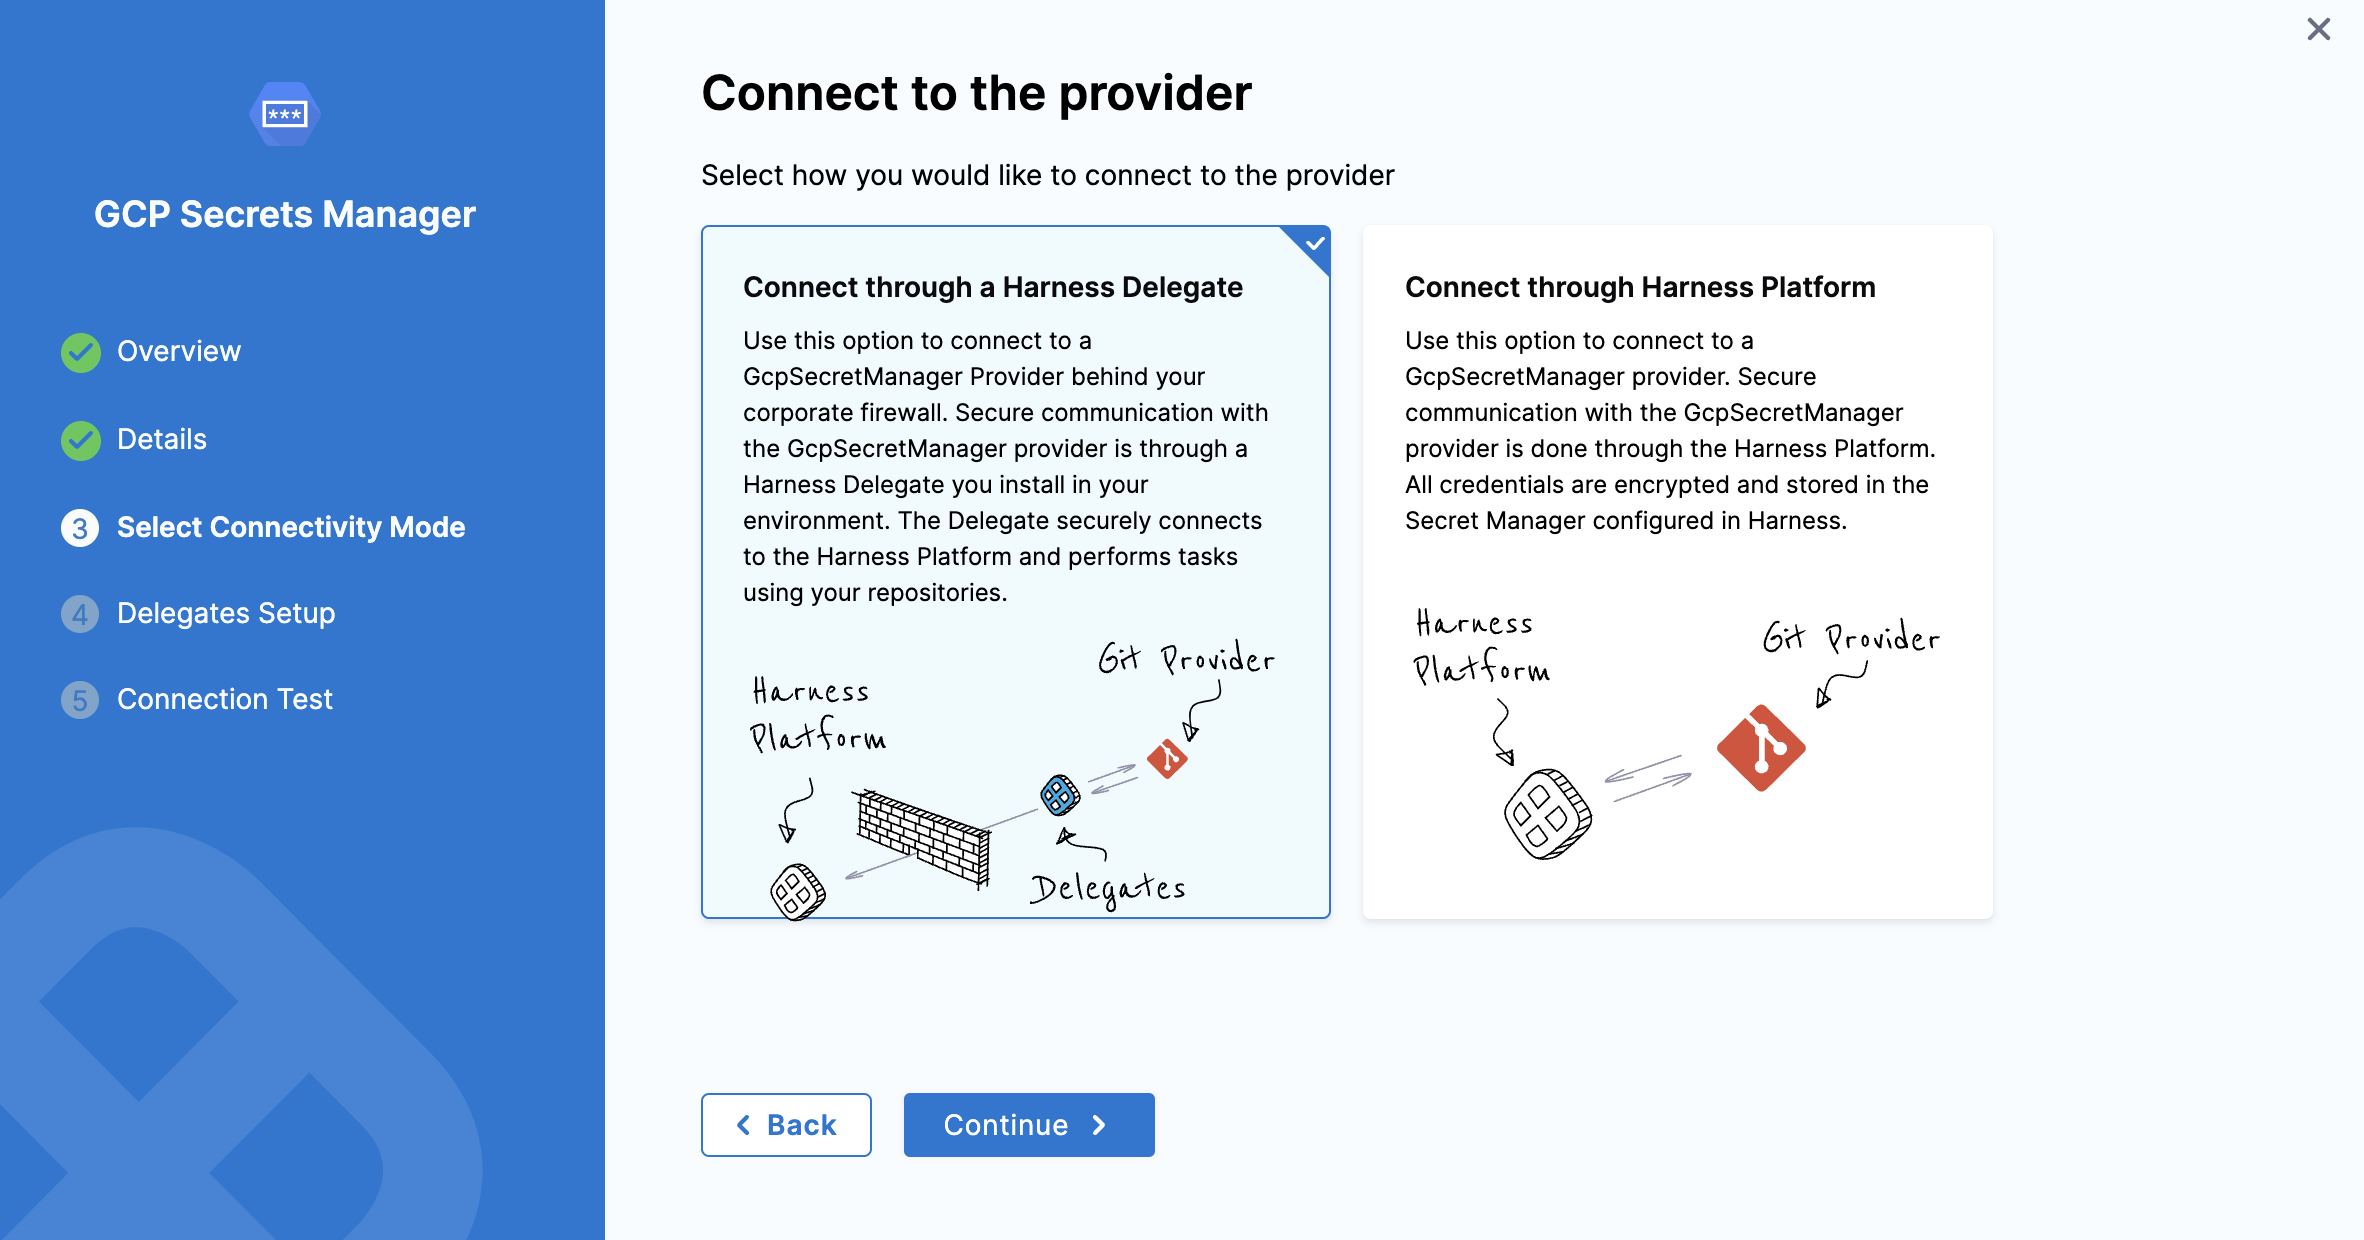 ***
GCP Secrets Manager
Overview
Details
3 Select Connectivity Mode
4 Delegates Setup
5 Connection Test
Connect to the provider
Select how you would like to connect to the provider
Connect through a Harness Delegate
Use this option to connect to a
GcpSecretManager Provider behind your
corporate firewall. Secure communication with
the GcpSecretManager provider is through a
Harness Delegate you install in your
environment. The Delegate securely connects
to the Harness Platform and performs tasks
using your repositories.
Git Provider
Harness
Platform
Delegates
Connect through Harness Platform
Use this option to connect to a
GcpSecretManager provider. Secure
communication with the GcpSecretManager
provider is done through the Harness Platform.
All credentials are encrypted and stored in the
Secret Manager configured in Harness.
Harness
Platform
Git Provider
Back
Continue